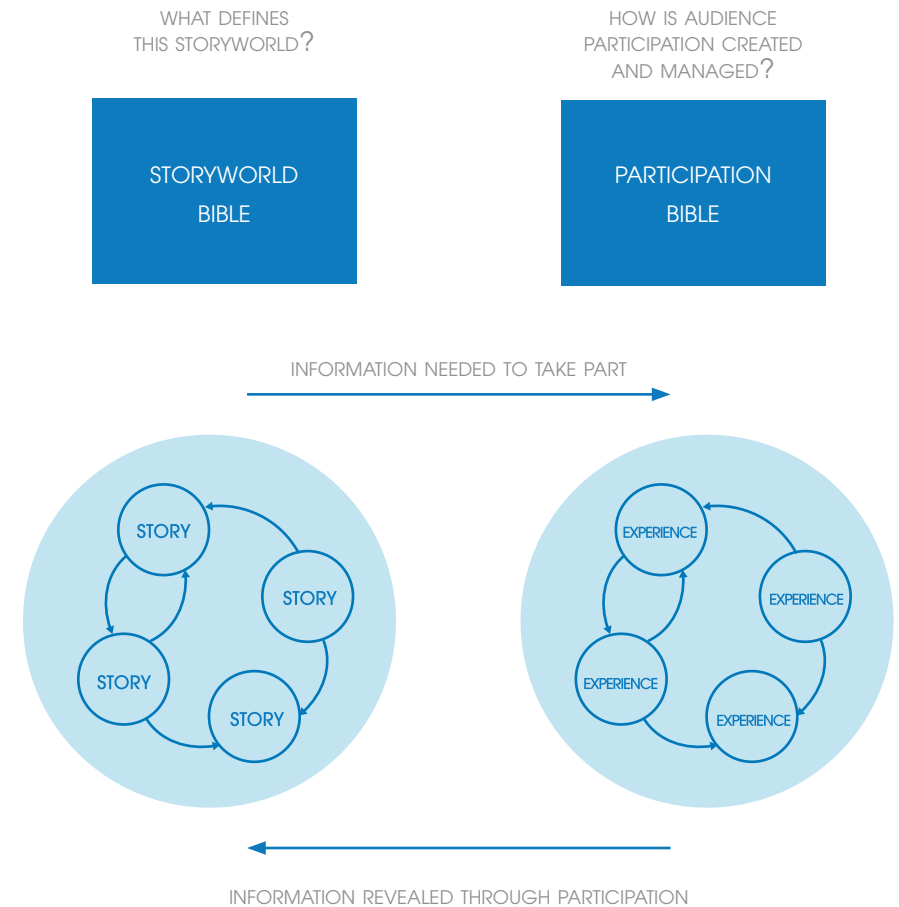 WHAT DEFINES
THIS STORYWORLD?
HOW IS AUDIENCE
PARTICIPATION CREATED
AND MANAGED?
STORYWORLD
BIBLE
PARTICIPATION
BIBLE
INFORMATION NEEDED TO TAKE PART
STORY
STORY
STORY
STORY
EXPERIENCE
EXPERIENCE
EXPERIENCE
EXPERIENCE
INFORMATION REVEALED THROUGH PARTICIPATION